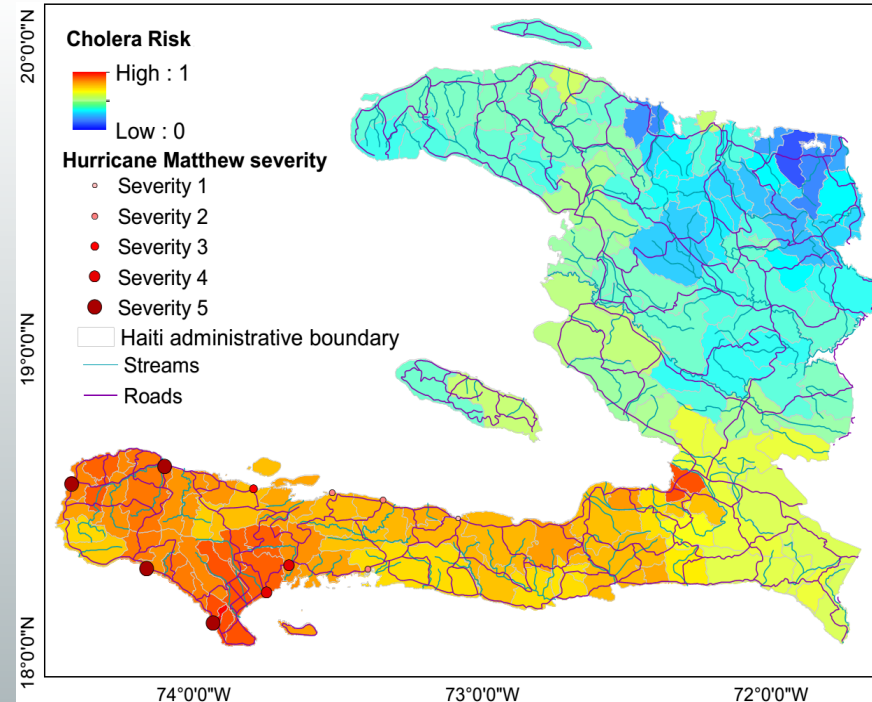 Cholera Risk
High : 1
Low : 0
Hurricane Matthew severity
Severity 1
Severity 2
Severity 3
Severity 4
Severity 5
Haiti administrative boundary
Streams
Roads
20°0'0"N
19°0'0"N
18°0'0"N
74°0'0"W
73°0'0"W
72°0'0"W